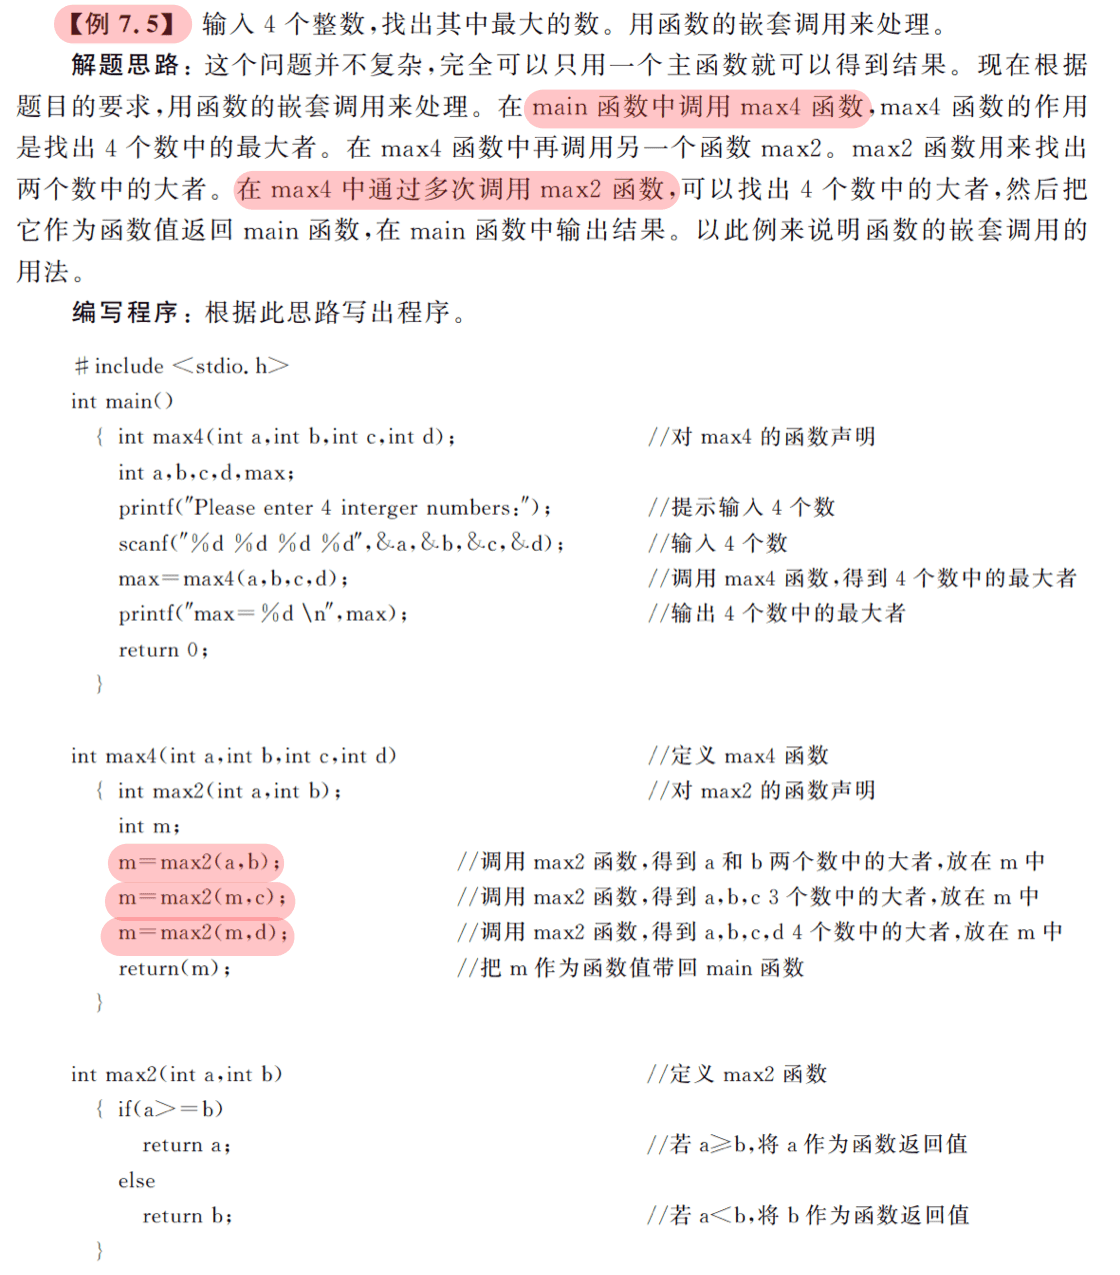 【例 7.5】 输入 4 个整数,找出其中最大的数。用函数的嵌套调用来处理。
解题思路: 这个问题并不复杂,完全可以只用一个主函数就可以得到结果。现在根据
题目的要求,用函数的嵌套调用来处理。在 main 函数中调用 max4 函数,max4 函数的作用
是找出 4 个数中的最大者。在 max4 函数中再调用另一个函数 max2。max2 函数用来找出
两个数中的大者。在 max4 中通过多次调用 max2 函数,可以找出 4 个数中的大者,然后把
它作为函数值返回 main 函数,在 main 函数中输出结果。以此例来说明函数的嵌套调用的
用法。
编写程序: 根据此思路写出程序。
#include <stdio.h>
int main()
{ int max4(int a,int b,int c,int d); //对 max4 的函数声明
int a,b,c,d,max;
printf("Please enter 4 interger numbers:"); //提示输入 4 个数
scanf("%d %d %d %d",&a,&b,&c,&d); //输入 4 个数
max=max4(a,b,c,d); //调用 max4 函数,得到 4 个数中的最大者
printf("max=%d \n",max); //输出 4 个数中的最大者
return 0;
}
int max4(int a,int b,int c,int d) //定义 max4 函数
{ int max2(int a,int b); //对 max2 的函数声明
int m;
m=max2(a,b); //调用 max2 函数,得到 a 和 b 两个数中的大者,放在 m 中
m=max2(m,c); //调用 max2 函数,得到 a,b,c 3 个数中的大者,放在 m 中
m=max2(m,d); //调用 max2 函数,得到 a,b,c,d 4 个数中的大者,放在 m 中
return(m); //把 m 作为函数值带回 main 函数
}
int max2(int a,int b) //定义 max2 函数
{ if(a>=b)
return a; //若 a≥b,将 a 作为函数返回值
else
return b; //若 a<b,将 b 作为函数返回值
}